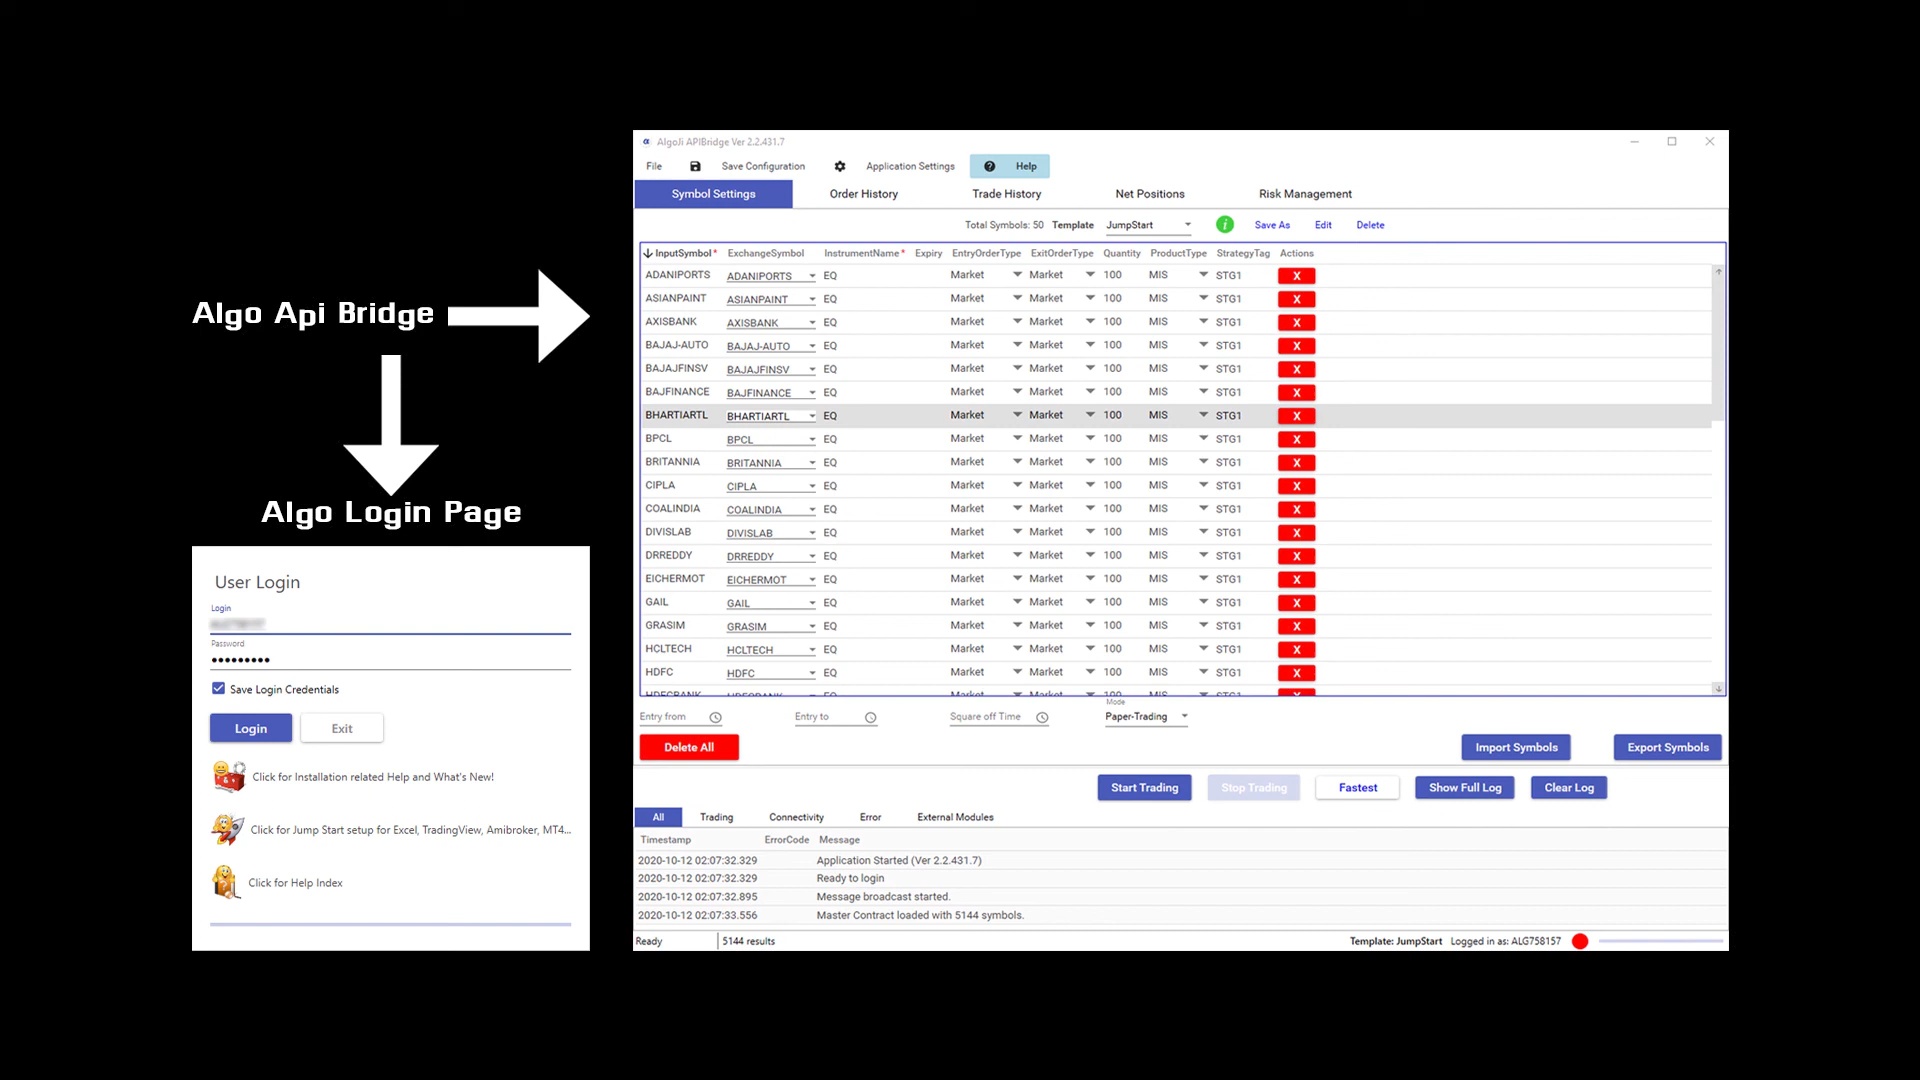 Algo Api Bridge
Algo Login Page
User Login
Login
Password
Save Login Credentials
Login Exit
Click for Installation related Help and What's New!
Click for Jump Start setup for Excel, TradingView, Amibroker, MT4...
Click for Help Index
AlgoJi APIBridge Ver 2.2.431.7
File Save Configuration Application Settings Help
Symbol Settings Order History Trade History Net Positions Risk Management
Total Symbols: 50 Template JumpStart Save As Edit Delete
InputSymbol* ExchangeSymbol InstrumentName* Expiry EntryOrderType ExitOrderType Quantity ProductType StrategyTag Actions
ADANIPORTS ADANIPORTS EQ Market Market 100 MIS STG1 X
ASIANPAINT ASIANPAINT EQ Market Market 100 MIS STG1 X
AXISBANK AXISBANK EQ Market Market 100 MIS STG1 X
BAJAJ-AUTO BAJAJ-AUTO EQ Market Market 100 MIS STG1 X
BAJAJFINSV BAJAJFINSV EQ Market Market 100 MIS STG1 X
BAJFINANCE BAJFINANCE EQ Market Market 100 MIS STG1 X
BHARTIARTL BHARTIARTL EQ Market Market 100 MIS STG1 X
BPCL BPCL EQ Market Market 100 MIS STG1 X
BRITANNIA BRITANNIA EQ Market Market 100 MIS STG1 X
CIPLA CIPLA EQ Market Market 100 MIS STG1 X
COALINDIA COALINDIA EQ Market Market 100 MIS STG1 X
DIVISLAB DIVISLAB EQ Market Market 100 MIS STG1 X
DRREDDY DRREDDY EQ Market Market 100 MIS STG1 X
EICHERMOT EICHERMOT EQ Market Market 100 MIS STG1 X
GAIL GAIL EQ Market Market 100 MIS STG1 X
GRASIM GRASIM EQ Market Market 100 MIS STG1 X
HCLTECH HCLTECH EQ Market Market 100 MIS STG1 X
HDFC HDFC EQ Market Market 100 MIS STG1 X
HDFCBANK HDFCBANK EQ Market Market 100 MIS STG1 X
Mode
Entry from Entry to Square off Time Paper-Trading
Delete All Import Symbols Export Symbols
Start Trading Stop Trading Fastest Show Full Log Clear Log
All Trading Connectivity Error External Modules
Timestamp ErrorCode Message
2020-10-12 02:07:32.329 Application Started (Ver 2.2.431.7)
2020-10-12 02:07:32.329 Ready to login
2020-10-12 02:07:32.895 Message broadcast started.
2020-10-12 02:07:33.556 Master Contract loaded with 5144 symbols.
Ready 5144 results Template: JumpStart Logged in as: ALG758157